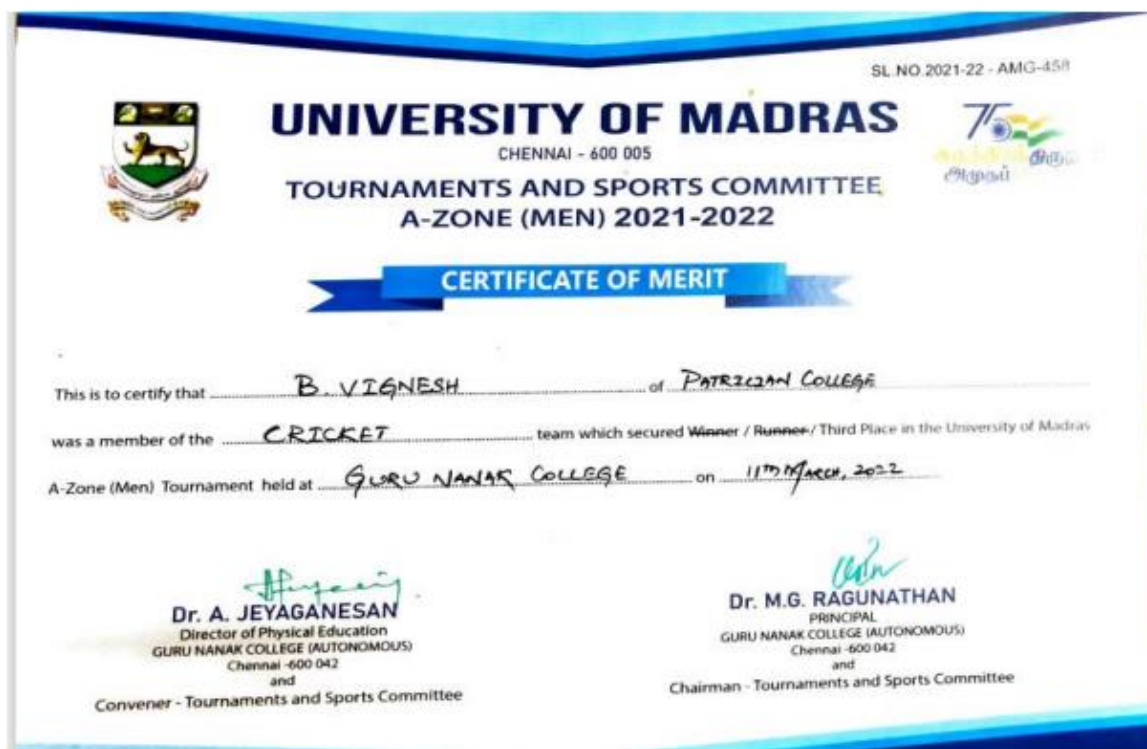 SL.NO.2021-22 - AMG-458
UNIVERSITY OF MADRAS
CHENNAI - 600 005
75
அமுதப்
TOURNAMENTS AND SPORTS COMMITTEE
A-ZONE (MEN) 2021-2022
CERTIFICATE OF MERIT
This is to certify that B. VIGNESH of PATRICIAN COLLEGE
was a member of the CRICKET team which secured Winner / Runner / Third Place in the University of Madras
A-Zone (Men) Tournament held at GURU NANAK COLLEGE on 11TH MARCH, 2022
Dr. A. JEYAGANESAN
Director of Physical Education
GURU NANAK COLLEGE (AUTONOMOUS)
Chennai -600 042
and
Convener - Tournaments and Sports Committee
Dr. M.G. RAGUNATHAN
PRINCIPAL
GURU NANAK COLLEGE (AUTONOMOUS)
Chennai -600 042
and
Chairman - Tournaments and Sports Committee